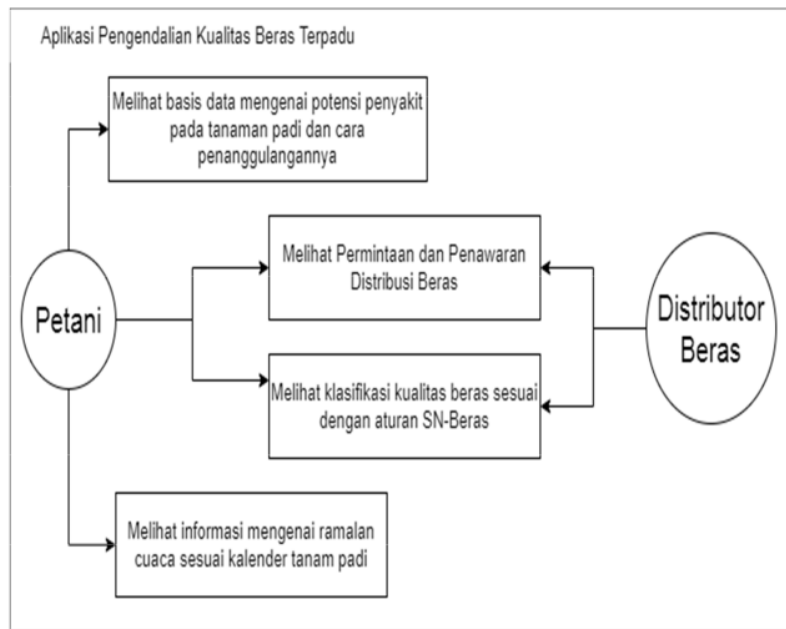 Aplikasi Pengendalian Kualitas Beras Terpadu
Melihat basis data mengenai potensi penyakit
pada tanaman padi dan cara
penanggulangannya
Melihat Permintaan dan Penawaran
Distribusi Beras
Petani
Distributor
Beras
Melihat klasifikasi kualitas beras sesuai
dengan aturan SN-Beras
Melihat informasi mengenai ramalan
cuaca sesuai kalender tanam padi